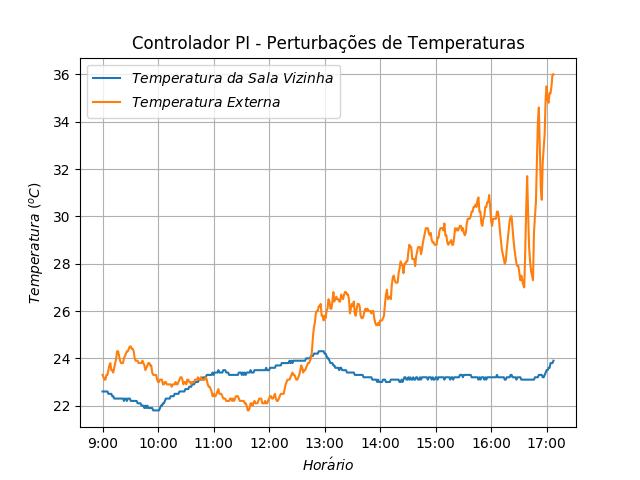 Controlador PI - Perturbações de Temperaturas
Temperatura da Sala Vizinha
Temperatura Externa
Temperatura (ºC)
36
34
32
30
28
26
24
22
9:00 10:00 11:00 12:00 13:00 14:00 15:00 16:00 17:00
Horário